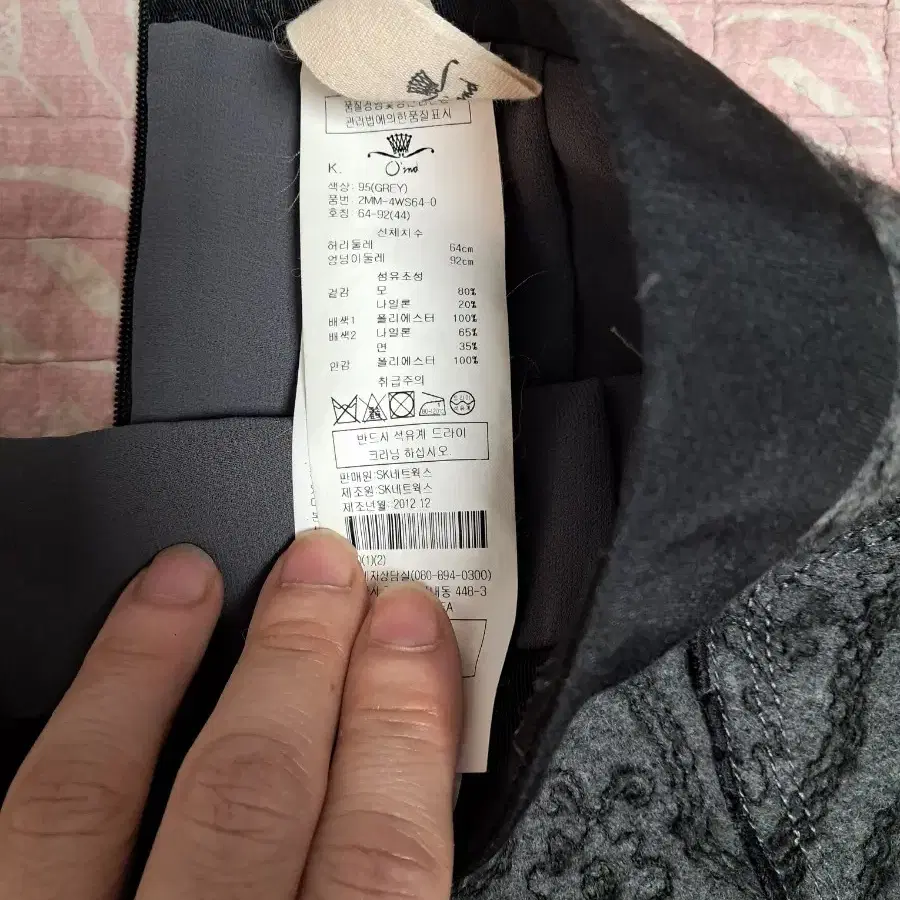 관리법에의한품질표시
K.
O'2nd
색상: 95(GREY)
품번: 2MM-4WS64-0
호칭: 64-92(44)
신체치수
허리둘레 64cm
엉덩이둘레 92cm
섬유조성
겉감 모 80%
나일론 20%
배색1 폴리에스터 100%
배색2 나일론 65%
면 35%
안감 폴리에스터 100%
취급주의
반드시 석유계 드라이
크리닝 하십시오
판매원:SK네트웍스
제조원:SK네트웍스
제조년월:2012.12
(1)(2)
상담실(080-894-0300)
448-3